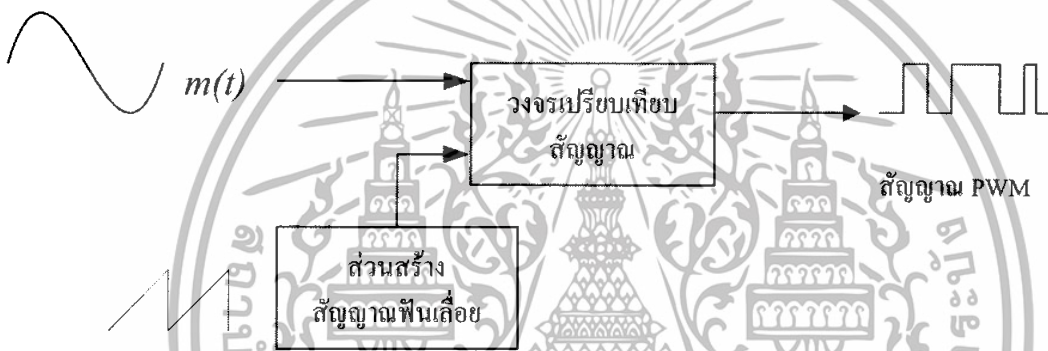 m(t)
วงจรเปรียบเทียบ
สัญญาณ
สัญญาณ PWM
ส่วนสร้าง
สัญญาณฟันเลื่อย